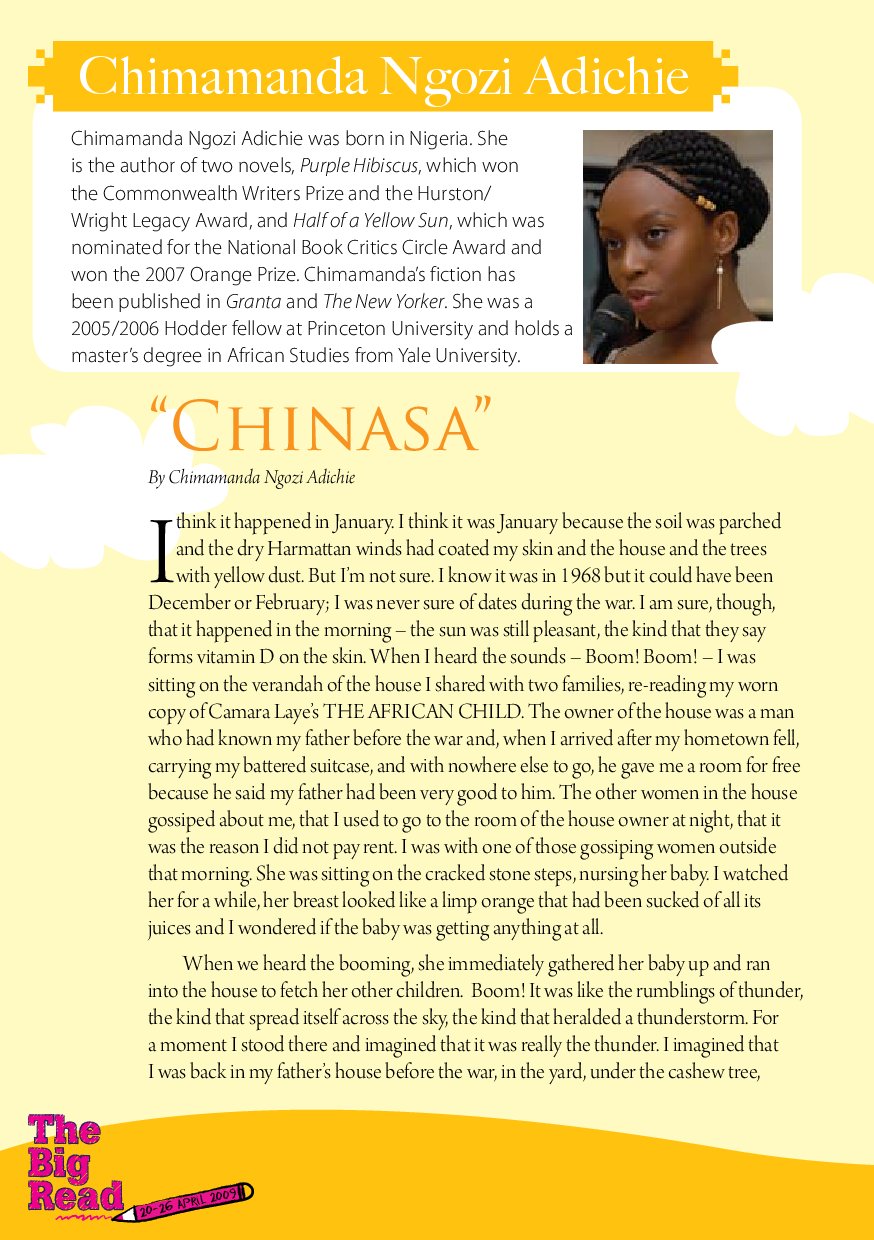 Chimamanda Ngozi Adichie
Chimamanda Ngozi Adichie was born in Nigeria. She
is the author of two novels, Purple Hibiscus, which won
the Commonwealth Writers Prize and the Hurston/
Wright Legacy Award, and Half of a Yellow Sun, which was
nominated for the National Book Critics Circle Award and
won the 2007 Orange Prize. Chimamanda’s fiction has
been published in Granta and The New Yorker. She was a
2005/2006 Hodder fellow at Princeton University and holds a
master’s degree in African Studies from Yale University.
“CHINASA”
By Chimamanda Ngozi Adichie
I think it happened in January. I think it was January because the soil was parched
and the dry Harmattan winds had coated my skin and the house and the trees
with yellow dust. But I’m not sure. I know it was in 1968 but it could have been
December or February; I was never sure of dates during the war. I am sure, though,
that it happened in the morning – the sun was still pleasant, the kind that they say
forms vitamin D on the skin. When I heard the sounds – Boom! Boom! – I was
sitting on the verandah of the house I shared with two families, re-reading my worn
copy of Camara Laye’s THE AFRICAN CHILD. The owner of the house was a man
who had known my father before the war and, when I arrived after my hometown fell,
carrying my battered suitcase, and with nowhere else to go, he gave me a room for free
because he said my father had been very good to him. The other women in the house
gossiped about me, that I used to go to the room of the house owner at night, that it
was the reason I did not pay rent. I was with one of those gossiping women outside
that morning. She was sitting on the cracked stone steps, nursing her baby. I watched
her for a while, her breast looked like a limp orange that had been sucked of all its
juices and I wondered if the baby was getting anything at all.
When we heard the booming, she immediately gathered her baby up and ran
into the house to fetch her other children. Boom! It was like the rumblings of thunder,
the kind that spread itself across the sky, the kind that heralded a thunderstorm. For
a moment I stood there and imagined that it was really the thunder. I imagined that
I was back in my father’s house before the war, in the yard, under the cashew tree,
The
Big
Read
20-26 APRIL 2009